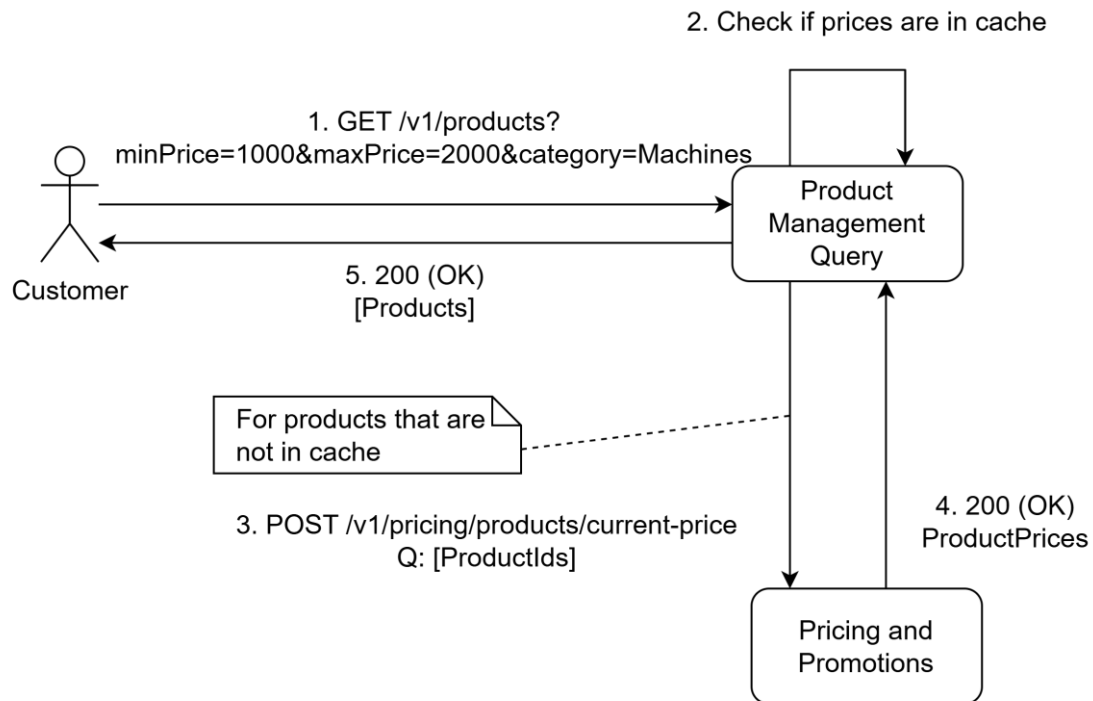 2. Check if prices are in cache
1. GET /v1/products?
minPrice=1000&maxPrice=2000&category=Machines
Product
Management
Query
Customer
5. 200 (OK)
[Products]
For products that are
not in cache
3. POST /v1/pricing/products/current-price
Q: [ProductIds]
4. 200 (OK)
ProductPrices
Pricing and
Promotions